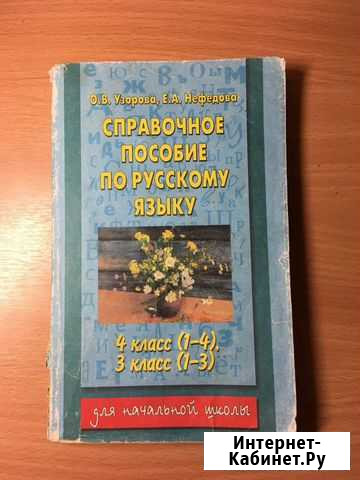 О.В. Узорова, Е.А. Нефёдова
СПРАВОЧНОЕ
ПОСОБИЕ
ПО РУССКОМУ
ЯЗЫКУ
4 класс (1–4),
3 класс (1–3)
для начальной школы
Интернет-
Кабинет.Ру